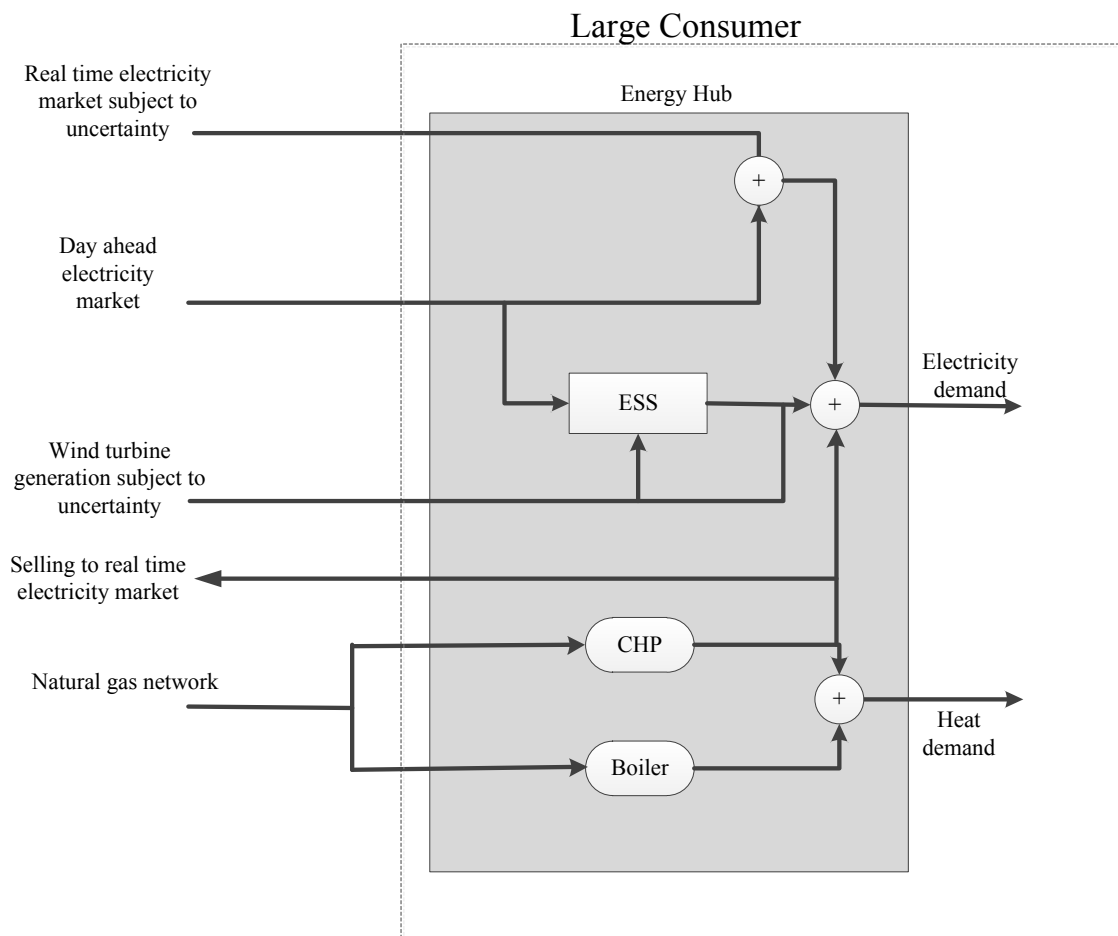 Large Consumer
Real time electricity
market subject to
uncertainty
Energy Hub
+
Day ahead
electricity
market
ESS
+
Electricity
demand
Wind turbine
generation subject to
uncertainty
Selling to real time
electricity market
CHP
Natural gas network
+
Heat
demand
Boiler